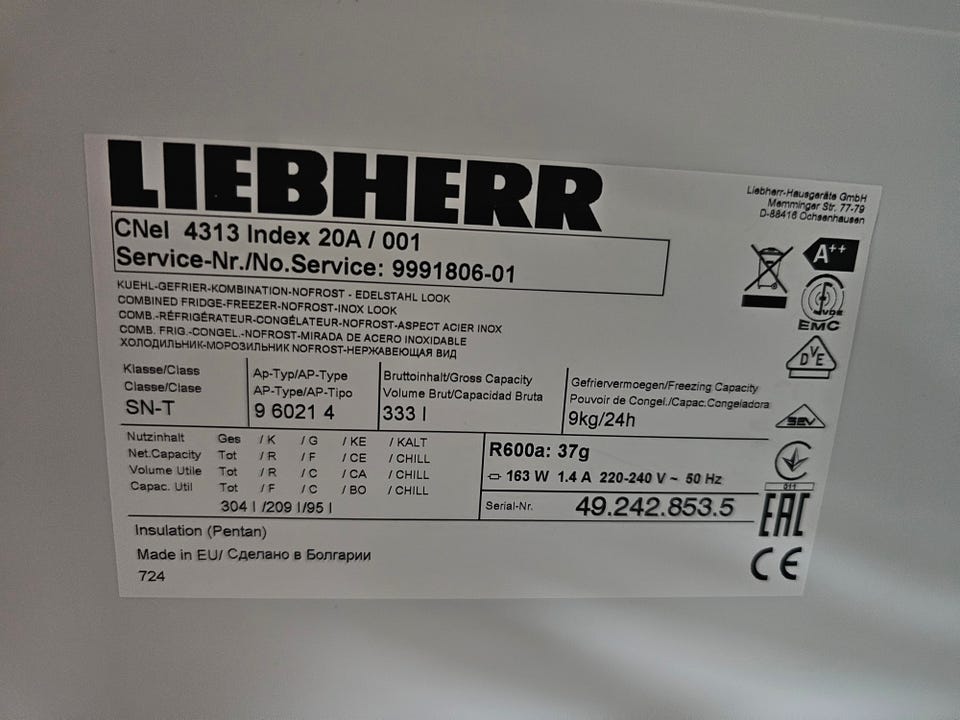 LIEBHERR
Liebherr-Hausgeräte GmbH
Memminger Str. 77-79
D-88416 Ochsenhausen
CNel 4313 Index 20A / 001
Service-Nr./No.Service: 9991806-01
A++
VDE
EMC
DVE
SEV
011
EAC
CE
KUEHL-GEFRIER-KOMBINATION-NOFROST - EDELSTAHL LOOK
COMBINED FRIDGE-FREEZER-NOFROST-INOX LOOK
COMB.-RÉFRIGÉRATEUR-CONGÉLATEUR-NOFROST-ASPECT ACIER INOX
COMB. FRIG.-CONGEL.-NOFROST-MIRADA DE ACERO INOXIDABLE
ХОЛОДИЛЬНИК-МОРОЗИЛЬНИК NOFROST-НЕРЖАВЕЮЩАЯ ВИД
Klasse/Class
Classe/Clase
SN-T
Ap-Typ/AP-Type
AP-Type/AP-Tipo
9 6021 4
Bruttoinhalt/Gross Capacity
Volume Brut/Capacidad Bruta
333 l
Gefriervermoegen/Freezing Capacity
Pouvoir de Congel./Capac.Congeladora
9kg/24h
Nutzinhalt Ges / K / G / KE / KALT
Net.Capacity Tot / R / F / CE / CHILL
Volume Utile Tot / R / C / CA / CHILL
Capac. Util Tot / F / C / BO / CHILL
304 l /209 l/95 l
R600a: 37g
163 W 1.4 A 220-240 V ~ 50 Hz
Serial-Nr. 49.242.853.5
Insulation (Pentan)
Made in EU/ Сделано в Болгарии
724